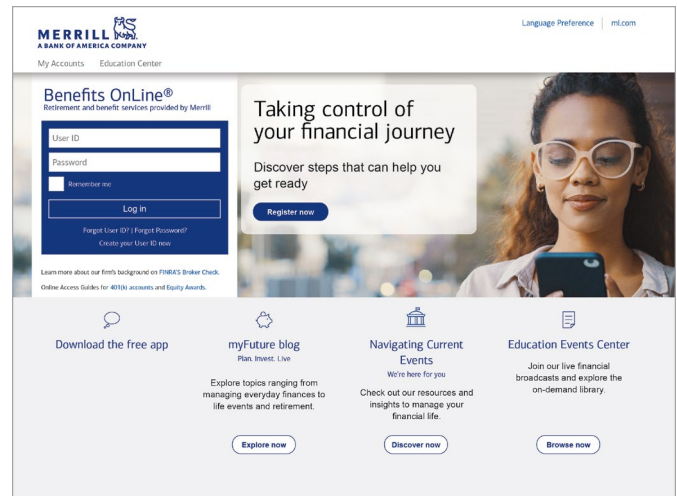 MERRILL
A BANK OF AMERICA COMPANY
Language Preference ml.com
My Accounts Education Center
Benefits OnLine®
Retirement and benefit services provided by Merrill
User ID
Password
Remember me
Log in
Forgot User ID? | Forgot Password?
Create your User ID now
Learn more about our firm's background on FINRA'S Broker Check.
Online Access Guides for 401(k) accounts and Equity Awards.
Taking control of
your financial journey
Discover steps that can help you
get ready
Register now
Download the free app
myFuture blog
Plan. Invest. Live
Explore topics ranging from
managing everyday finances to
life events and retirement.
Explore now
Navigating Current
Events
We're here for you
Check out our resources and
insights to manage your
financial life.
Discover now
Education Events Center
Join our live financial
broadcasts and explore the
on-demand library.
Browse now